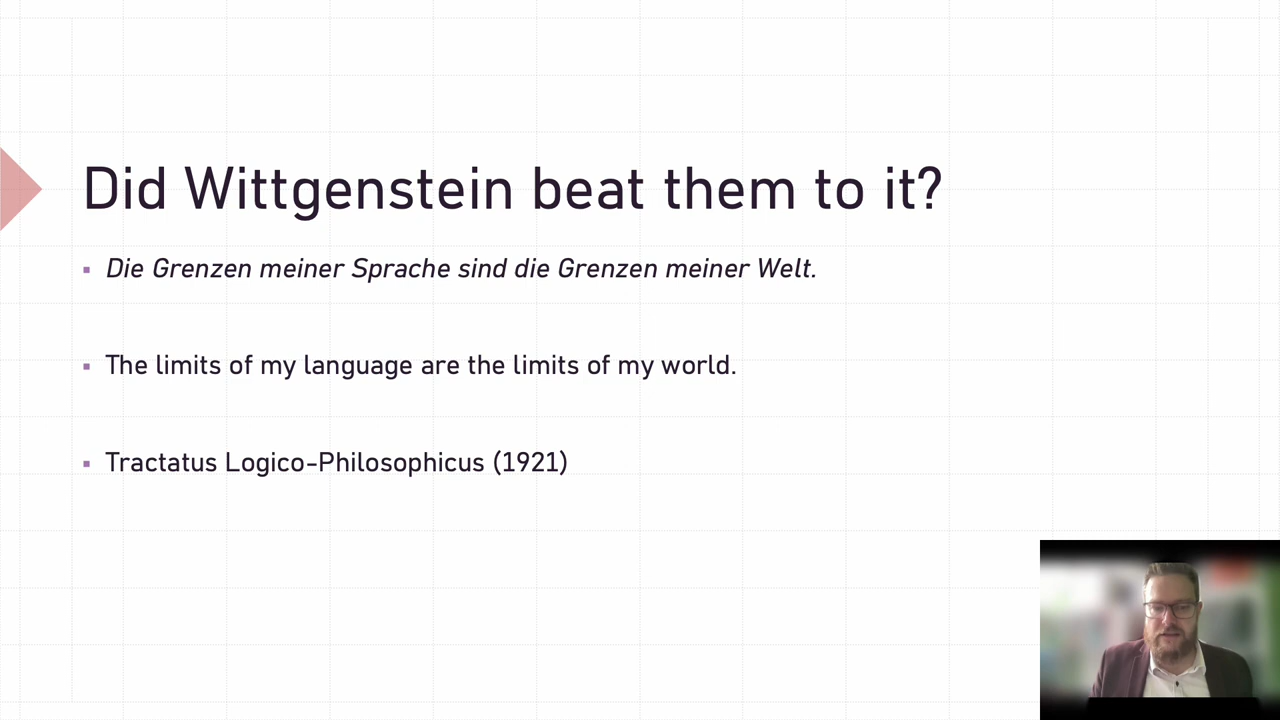 Did Wittgenstein beat them to it?
Die Grenzen meiner Sprache sind die Grenzen meiner Welt.
The limits of my language are the limits of my world.
Tractatus Logico-Philosophicus (1921)